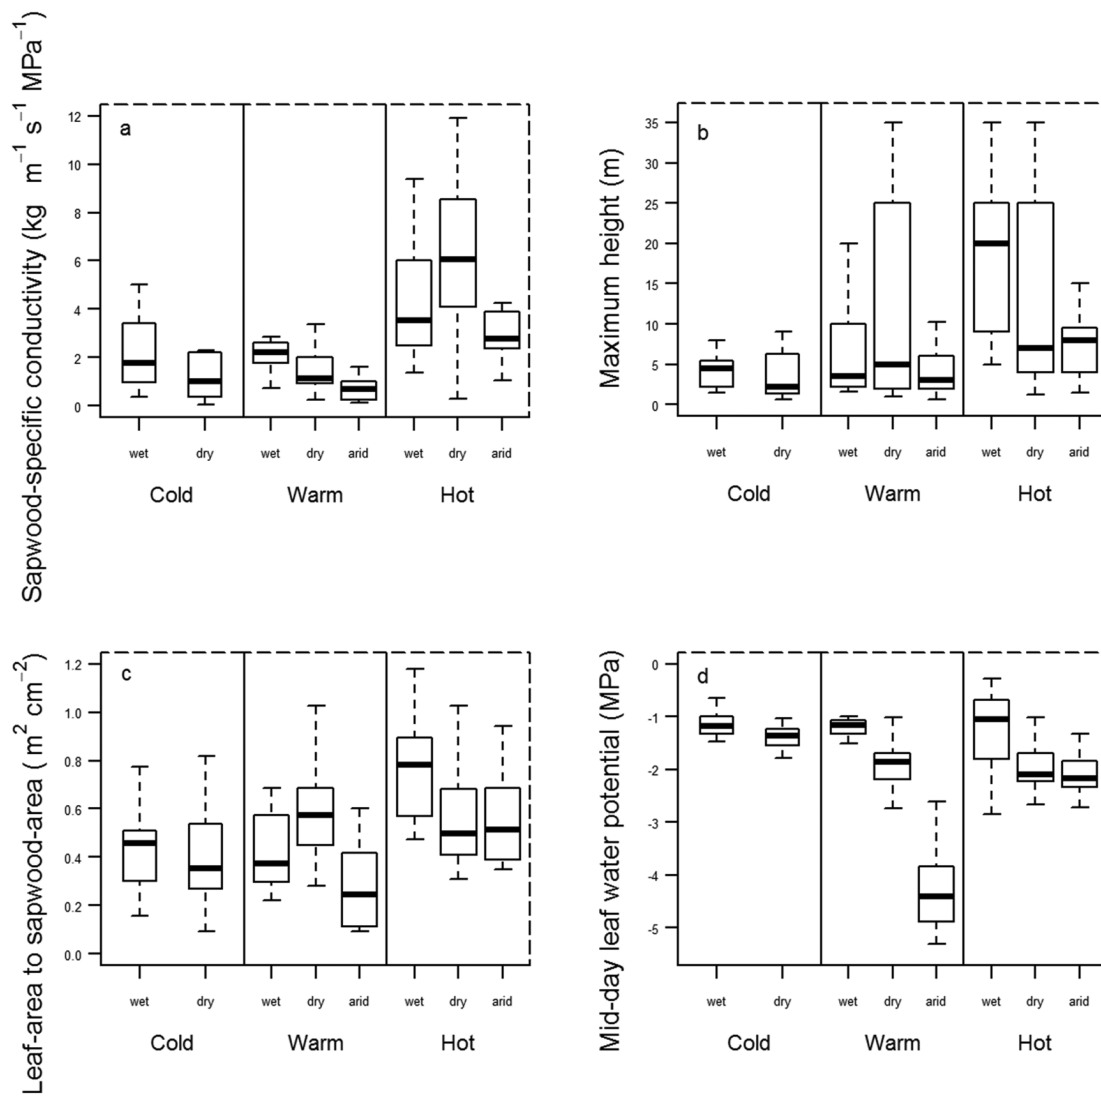 Sapwood-specific conductivity (kg m⁻¹ s⁻¹ MPa⁻¹)
a
12
10
8
6
4
2
0
wet dry wet dry arid wet dry arid
Cold Warm Hot
Maximum height (m)
b
35
30
25
20
15
10
5
0
wet dry wet dry arid wet dry arid
Cold Warm Hot
Leaf-area to sapwood-area ( m² cm⁻²)
c
1.2
1.0
0.8
0.6
0.4
0.2
0.0
wet dry wet dry arid wet dry arid
Cold Warm Hot
Mid-day leaf water potential (MPa)
d
0
-1
-2
-3
-4
-5
wet dry wet dry arid wet dry arid
Cold Warm Hot